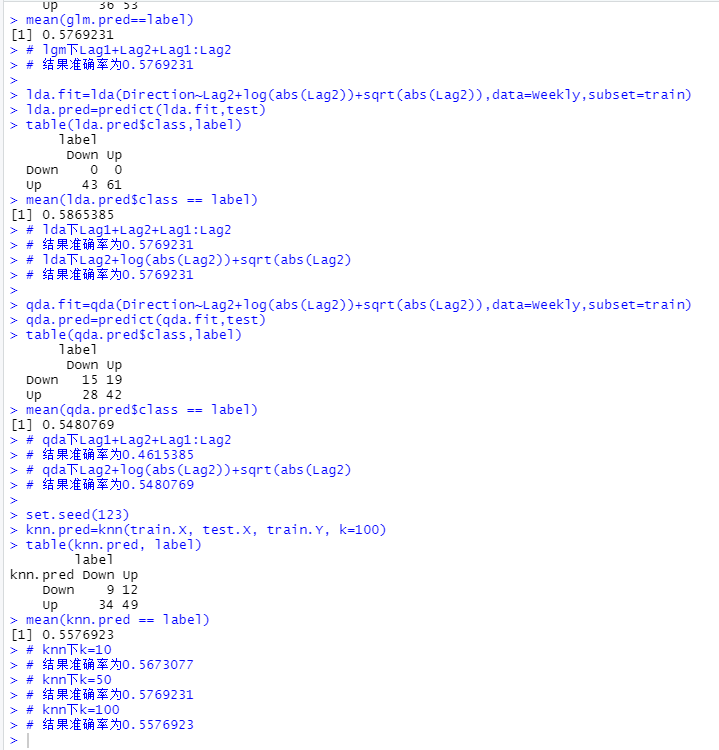 Up 36 53
> mean(glm.pred==label)
[1] 0.5769231
> # lgm下Lag1+Lag2+Lag1:Lag2
> # 结果准确率为0.5769231
>
> lda.fit=lda(Direction~Lag2+log(abs(Lag2))+sqrt(abs(Lag2)),data=Weekly,subset=train)
> lda.pred=predict(lda.fit,test)
> table(lda.pred$class,label)
label
Down Up
Down 0 0
Up 43 61
> mean(lda.pred$class == label)
[1] 0.5865385
> # lda下Lag1+Lag2+Lag1:Lag2
> # 结果准确率为0.5769231
> # lda下Lag2+log(abs(Lag2))+sqrt(abs(Lag2)
> # 结果准确率为0.5769231
>
> qda.fit=qda(Direction~Lag2+log(abs(Lag2))+sqrt(abs(Lag2)),data=Weekly,subset=train)
> qda.pred=predict(qda.fit,test)
> table(qda.pred$class,label)
label
Down Up
Down 15 19
Up 28 42
> mean(qda.pred$class == label)
[1] 0.5480769
> # qda下Lag1+Lag2+Lag1:Lag2
> # 结果准确率为0.4615385
> # qda下Lag2+log(abs(Lag2))+sqrt(abs(Lag2)
> # 结果准确率为0.5480769
>
> set.seed(123)
> knn.pred=knn(train.X, test.X, train.Y, k=100)
> table(knn.pred, label)
label
knn.pred Down Up
Down 9 12
Up 34 49
> mean(knn.pred == label)
[1] 0.5576923
> # knn下k=10
> # 结果准确率为0.5673077
> # knn下k=50
> # 结果准确率为0.5769231
> # knn下k=100
> # 结果准确率为0.5576923
>